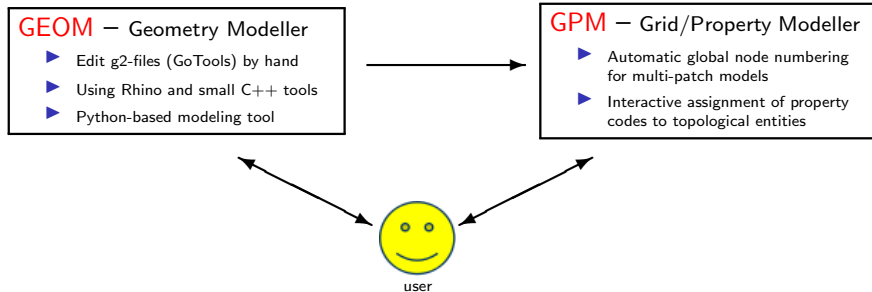 GEOM – Geometry Modeller
Edit g2-files (GoTools) by hand
Using Rhino and small C++ tools
Python-based modeling tool
GPM – Grid/Property Modeller
Automatic global node numbering
for multi-patch models
Interactive assignment of property
codes to topological entities
user